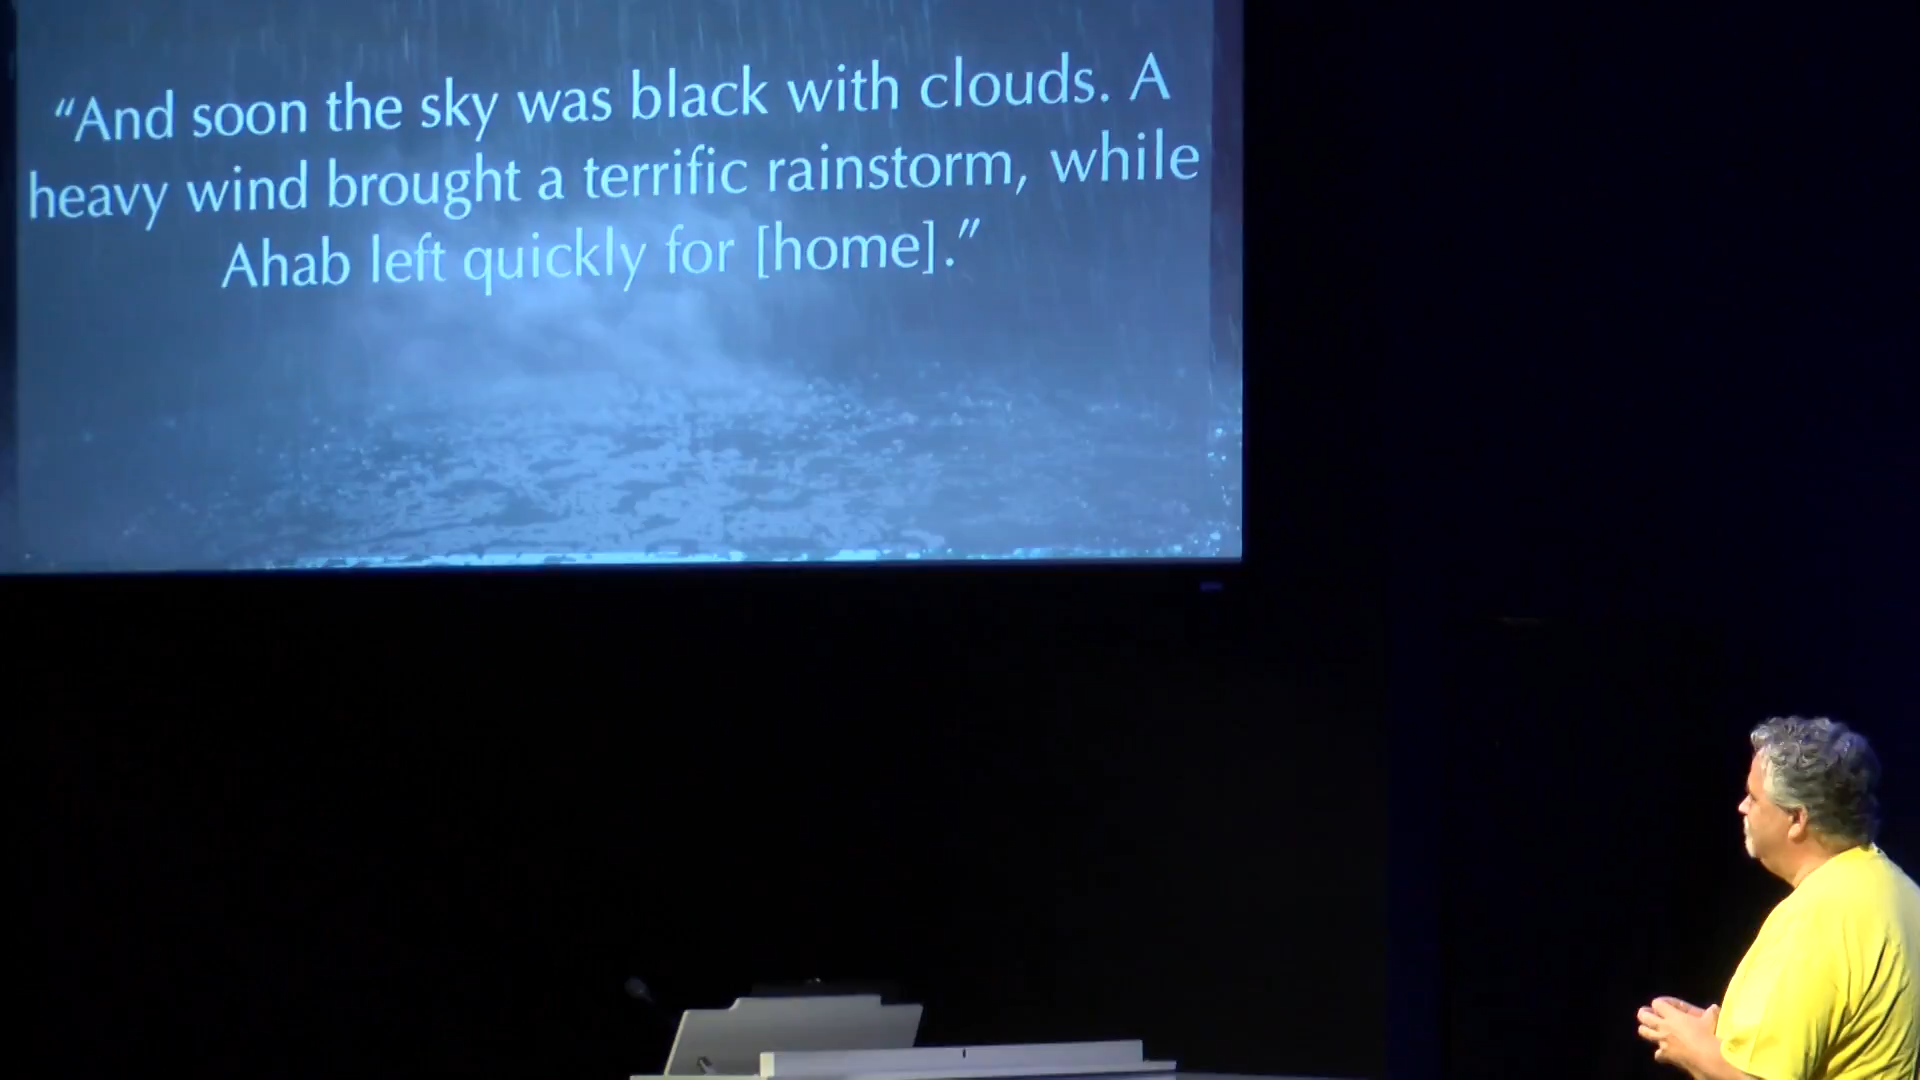 “And soon the sky was black with clouds. A
heavy wind brought a terrific rainstorm, while
Ahab left quickly for [home].”